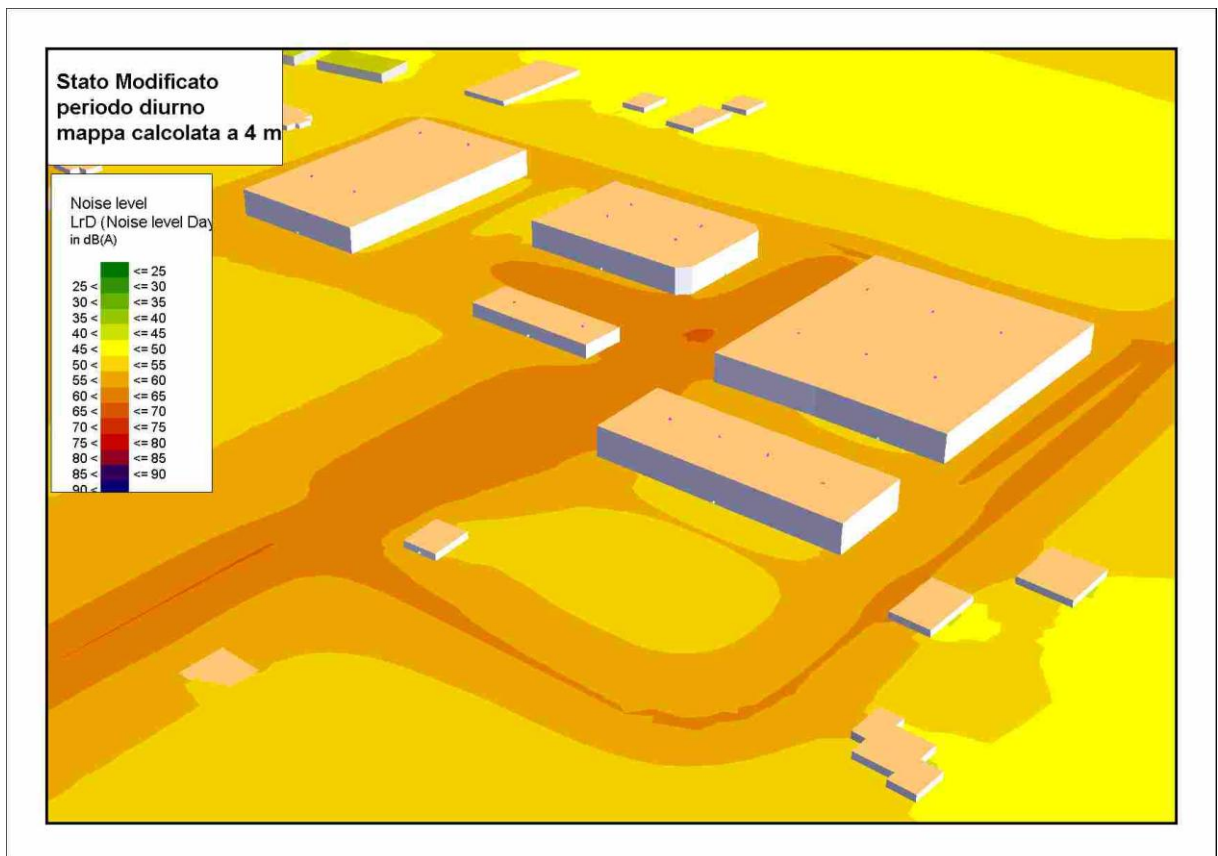 Stato Modificato
periodo diurno
mappa calcolata a 4 m
Noise level
LrD (Noise level Day
in dB(A)
<= 25
25 < <= 30
30 < <= 35
35 < <= 40
40 < <= 45
45 < <= 50
50 < <= 55
55 < <= 60
60 < <= 65
65 < <= 70
70 < <= 75
75 < <= 80
80 < <= 85
85 < <= 90
90 <